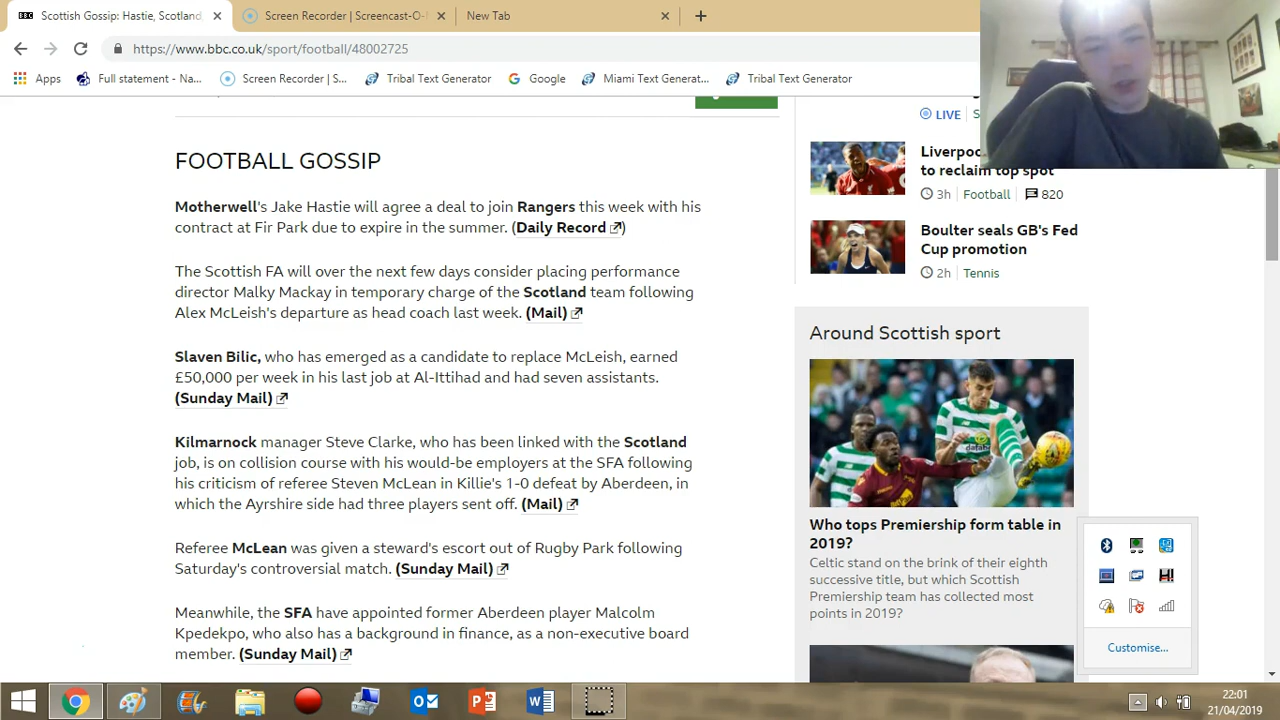 Scottish Gossip: Hastie, Scotland,
Screen Recorder | Screencast-O-
New Tab
https://www.bbc.co.uk/sport/football/48002725
Apps
Full statement - Na...
Screen Recorder | S...
Tribal Text Generator
Google
Miami Text Generat...
Tribal Text Generator
FOOTBALL GOSSIP
Motherwell's Jake Hastie will agree a deal to join Rangers this week with his
contract at Fir Park due to expire in the summer. (Daily Record)
The Scottish FA will over the next few days consider placing performance
director Malky Mackay in temporary charge of the Scotland team following
Alex McLeish's departure as head coach last week. (Mail)
Slaven Bilic, who has emerged as a candidate to replace McLeish, earned
£50,000 per week in his last job at Al-Ittihad and had seven assistants.
(Sunday Mail)
Kilmarnock manager Steve Clarke, who has been linked with the Scotland
job, is on collision course with his would-be employers at the SFA following
his criticism of referee Steven McLean in Killie's 1-0 defeat by Aberdeen, in
which the Ayrshire side had three players sent off. (Mail)
Referee McLean was given a steward's escort out of Rugby Park following
Saturday's controversial match. (Sunday Mail)
Meanwhile, the SFA have appointed former Aberdeen player Malcolm
Kpedekpo, who also has a background in finance, as a non-executive board
member. (Sunday Mail)
LIVE
Liverpoo
to reclaim top spot
3h Football 820
Boulter seals GB's Fed
Cup promotion
2h Tennis
Around Scottish sport
Who tops Premiership form table in
2019?
Celtic stand on the brink of their eighth
successive title, but which Scottish
Premiership team has collected most
points in 2019?
Customise...
22:01
21/04/2019